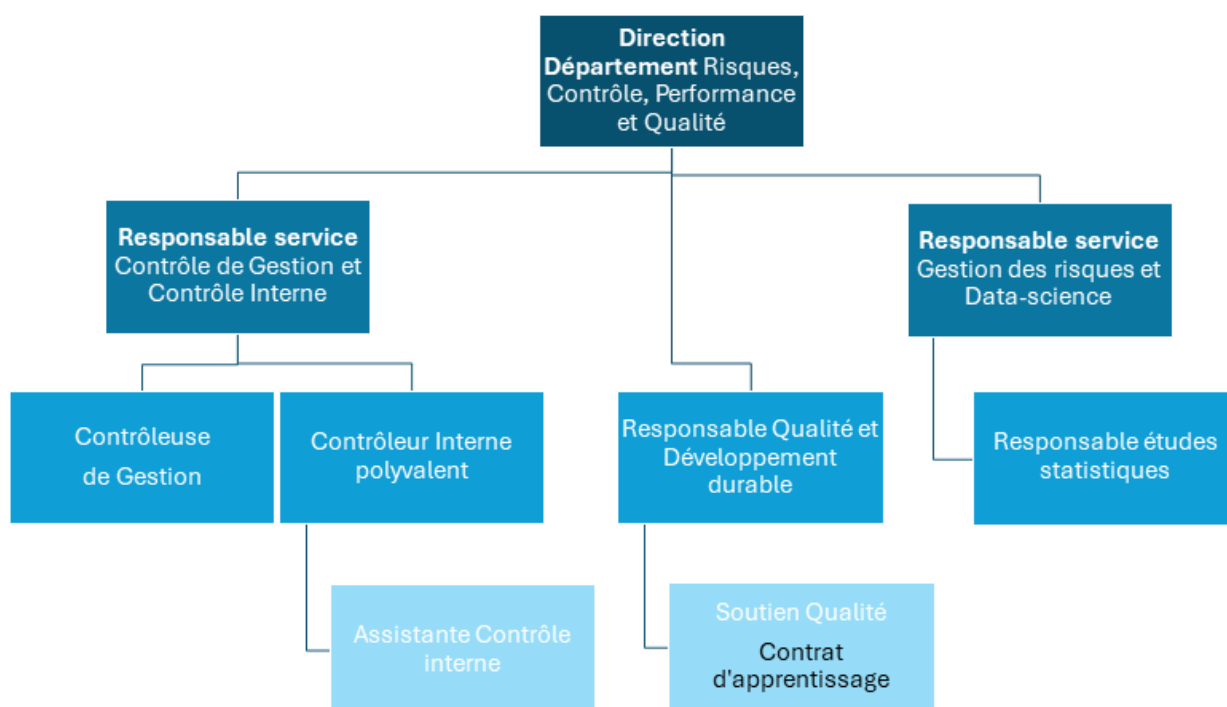 Direction
Département Risques,
Contrôle, Performance
et Qualité
Responsable service
Contrôle de Gestion et
Contrôle Interne
Responsable service
Gestion des risques et
Data-science
Contrôleuse
de Gestion
Contrôleur Interne
polyvalent
Responsable Qualité et
Développement
durable
Responsable études
statistiques
Assistante Contrôle
interne
Soutien Qualité
Contrat
d'apprentissage